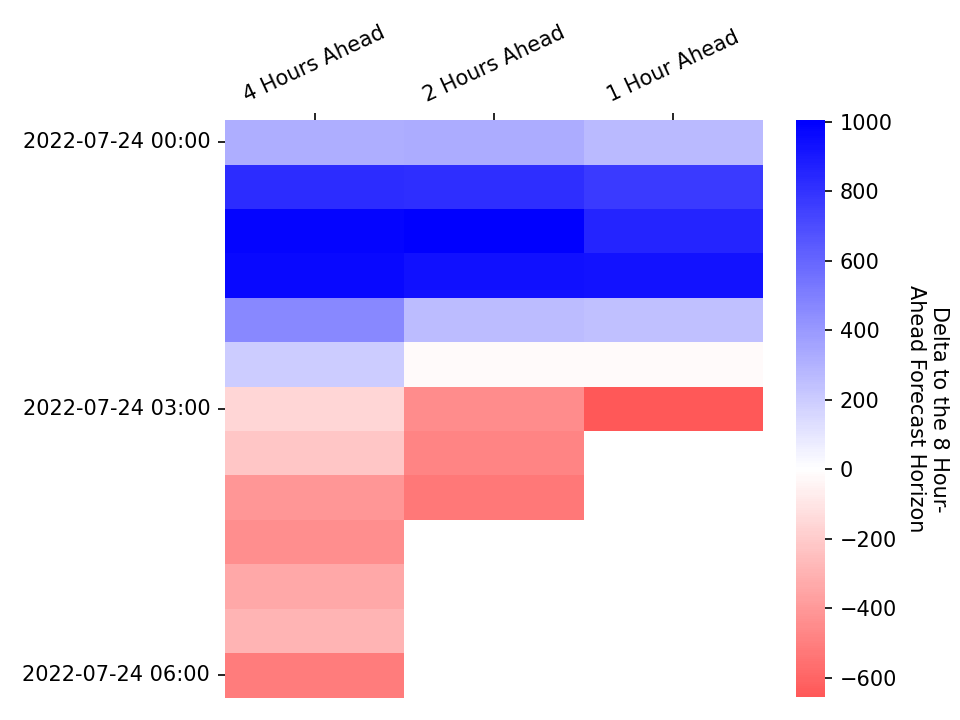 4 Hours Ahead
2 Hours Ahead
1 Hour Ahead
2022-07-24 00:00
2022-07-24 03:00
2022-07-24 06:00
1000
800
600
400
200
0
−200
−400
−600
Delta to the 8 Hour-
Ahead Forecast Horizon